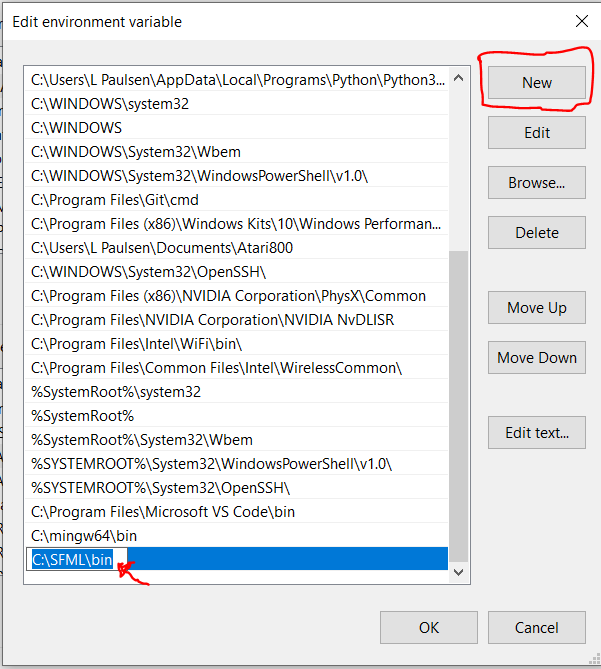 Edit environment variable
C:\Users\L Paulsen\AppData\Local\Programs\Python\Python3...
C:\WINDOWS\system32
C:\WINDOWS
C:\WINDOWS\System32\Wbem
C:\WINDOWS\System32\WindowsPowerShell\v1.0\
C:\Program Files\Git\cmd
C:\Program Files (x86)\Windows Kits\10\Windows Performan...
C:\Users\L Paulsen\Documents\Atari800
C:\WINDOWS\System32\OpenSSH\
C:\Program Files (x86)\NVIDIA Corporation\PhysX\Common
C:\Program Files\NVIDIA Corporation\NVIDIA NvDLISR
C:\Program Files\Intel\WiFi\bin\
C:\Program Files\Common Files\Intel\WirelessCommon\
%SystemRoot%\system32
%SystemRoot%
%SystemRoot%\System32\Wbem
%SYSTEMROOT%\System32\WindowsPowerShell\v1.0\
%SYSTEMROOT%\System32\OpenSSH\
C:\Program Files\Microsoft VS Code\bin
C:\mingw64\bin
C:\SFML\bin
New
Edit
Browse...
Delete
Move Up
Move Down
Edit text...
OK
Cancel